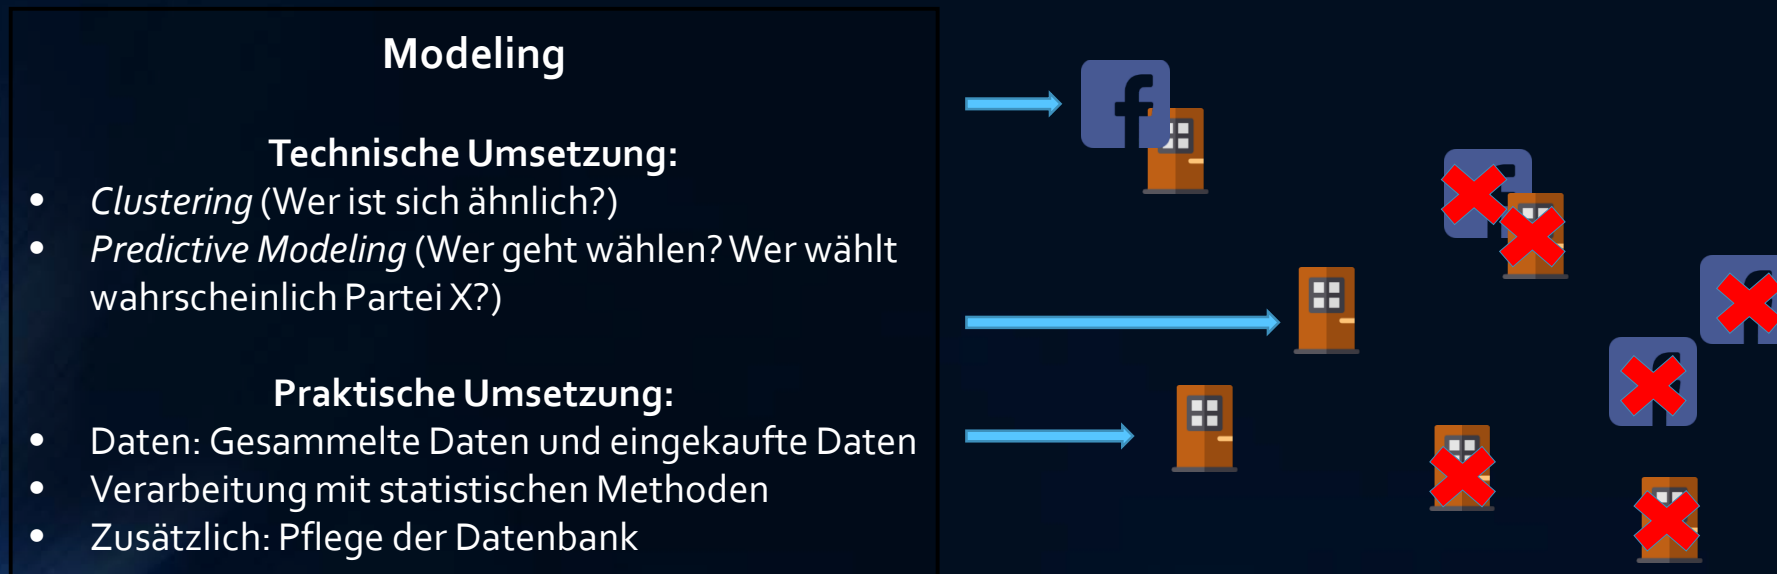 Modeling
Technische Umsetzung:
• Clustering (Wer ist sich ähnlich?)
• Predictive Modeling (Wer geht wählen? Wer wählt
wahrscheinlich Partei X?)
Praktische Umsetzung:
• Daten: Gesammelte Daten und eingekaufte Daten
• Verarbeitung mit statistischen Methoden
• Zusätzlich: Pflege der Datenbank